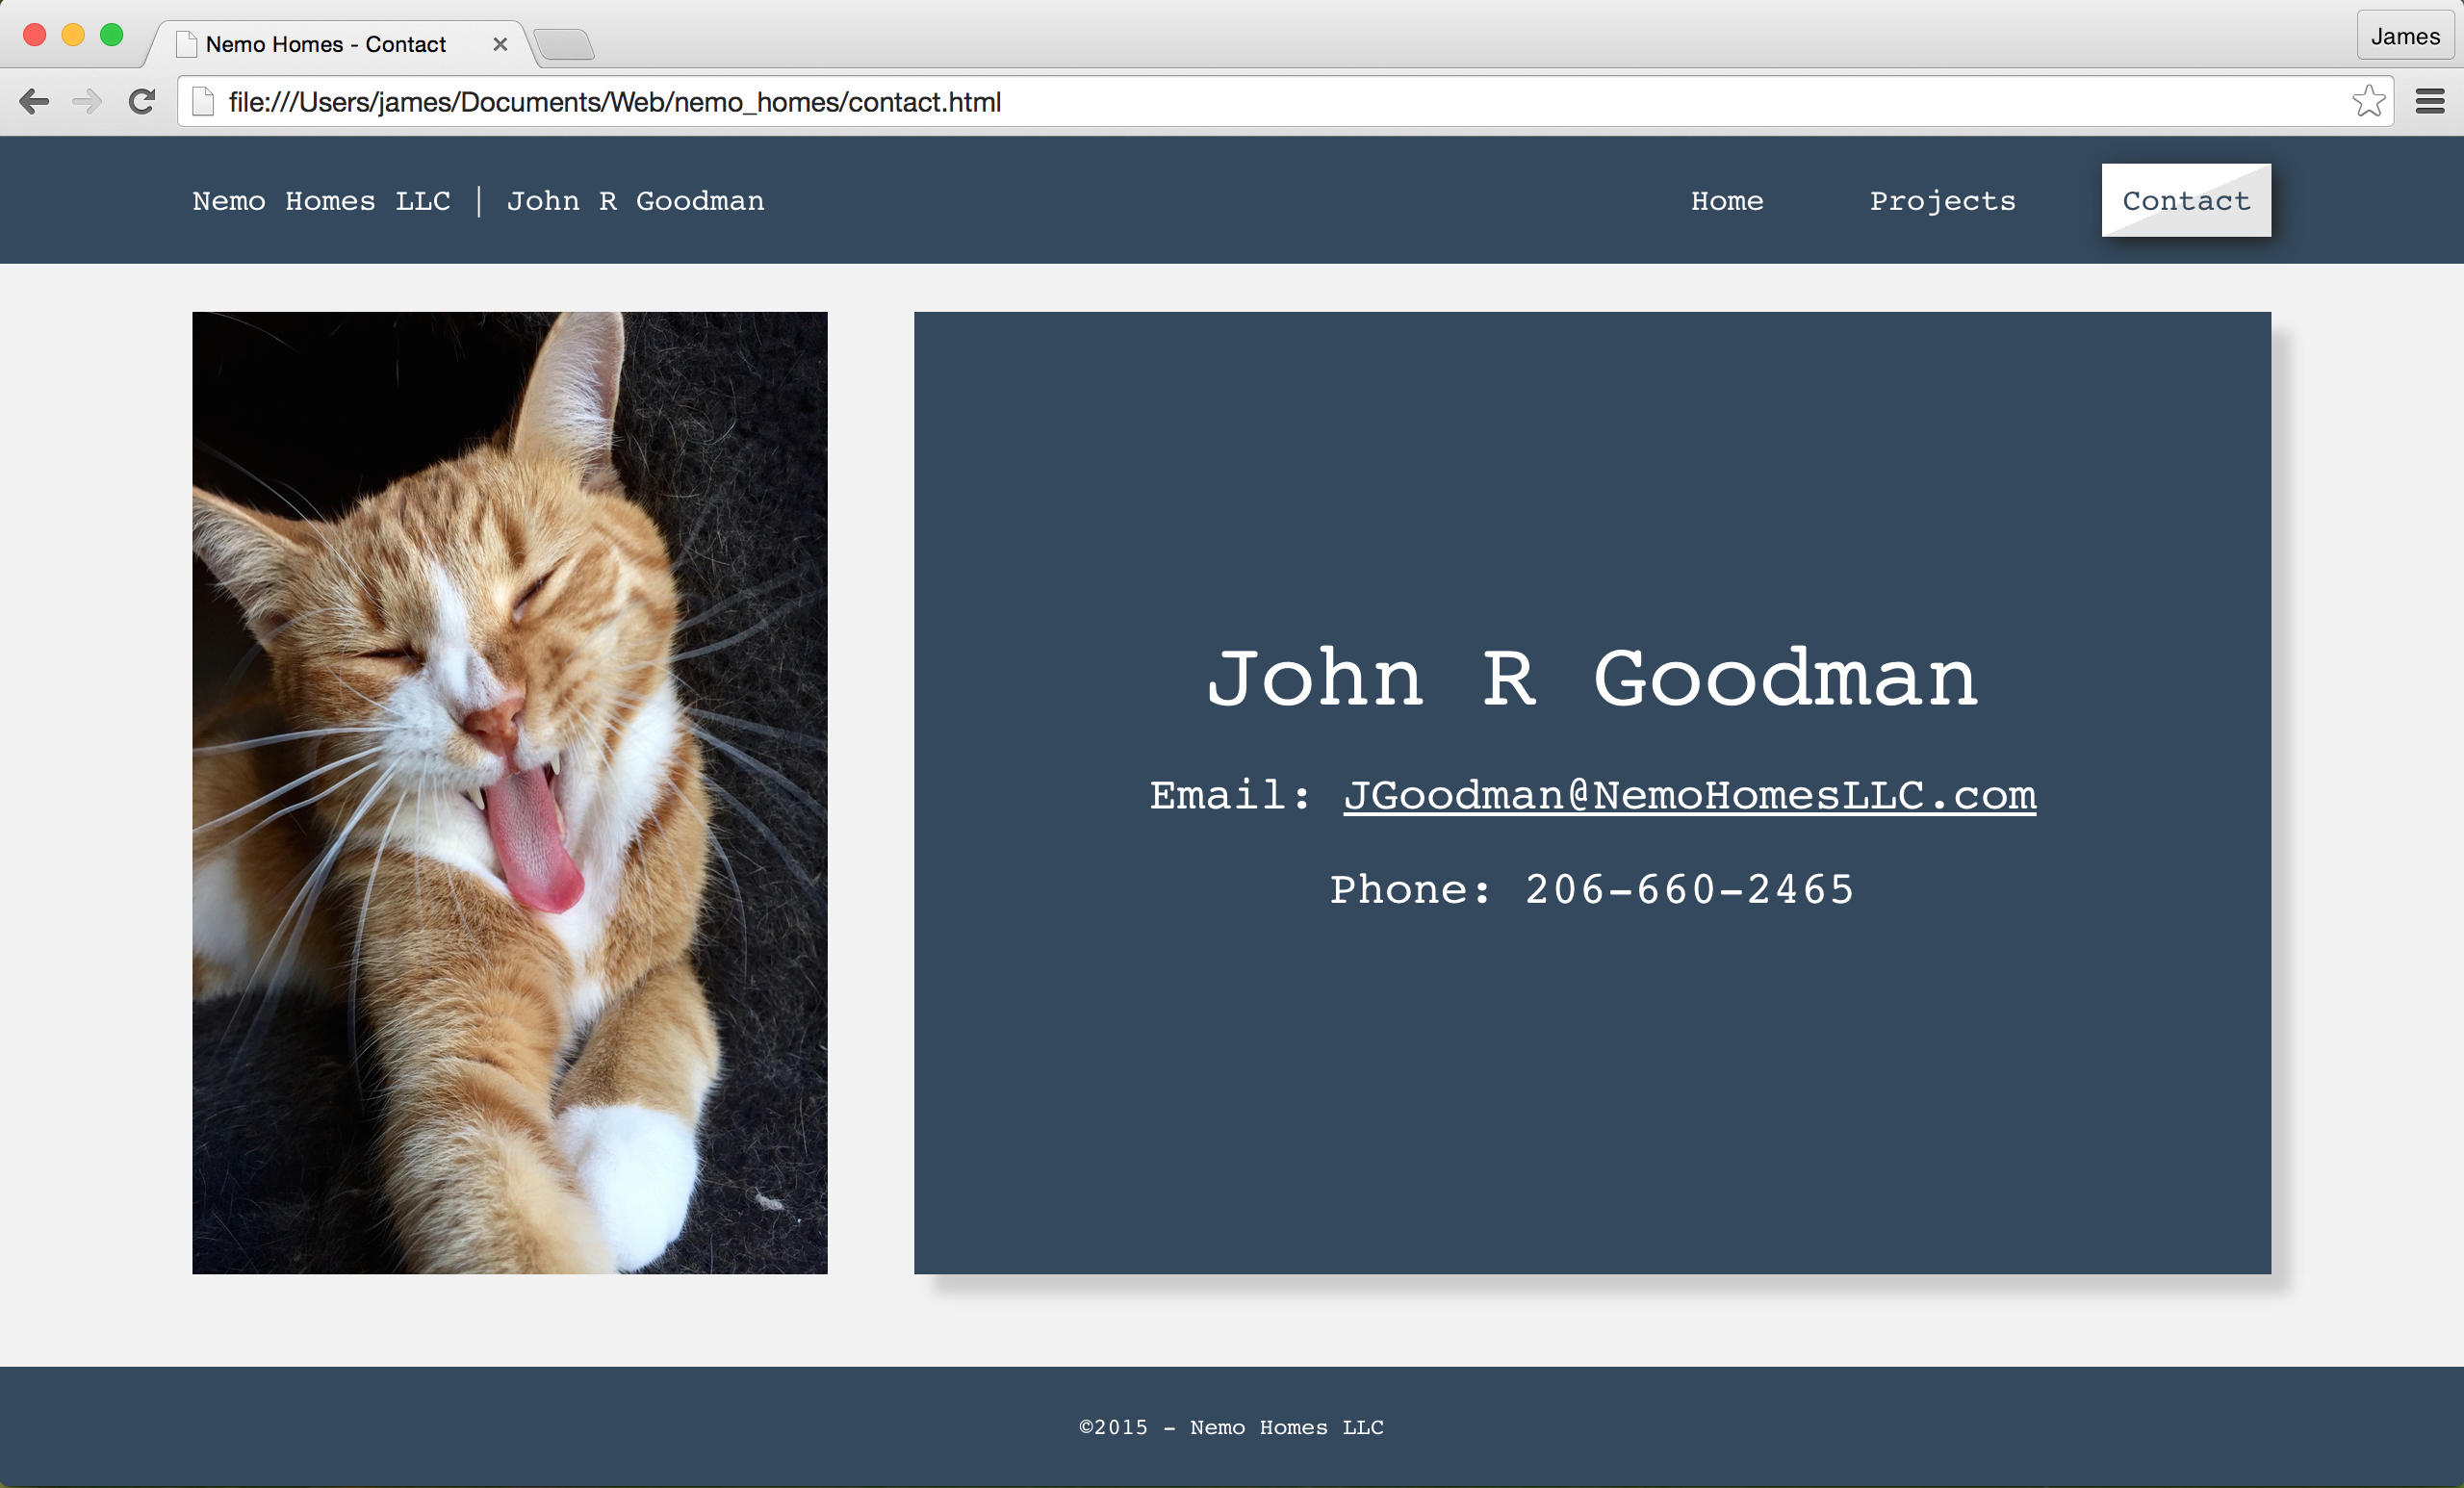 Nemo Homes - Contact
James
file:///Users/james/Documents/Web/nemo_homes/contact.html
Nemo Homes LLC | John R Goodman
Home
Projects
Contact
John R Goodman
Email: JGoodman@NemoHomesLLC.com
Phone: 206-660-2465
©2015 - Nemo Homes LLC